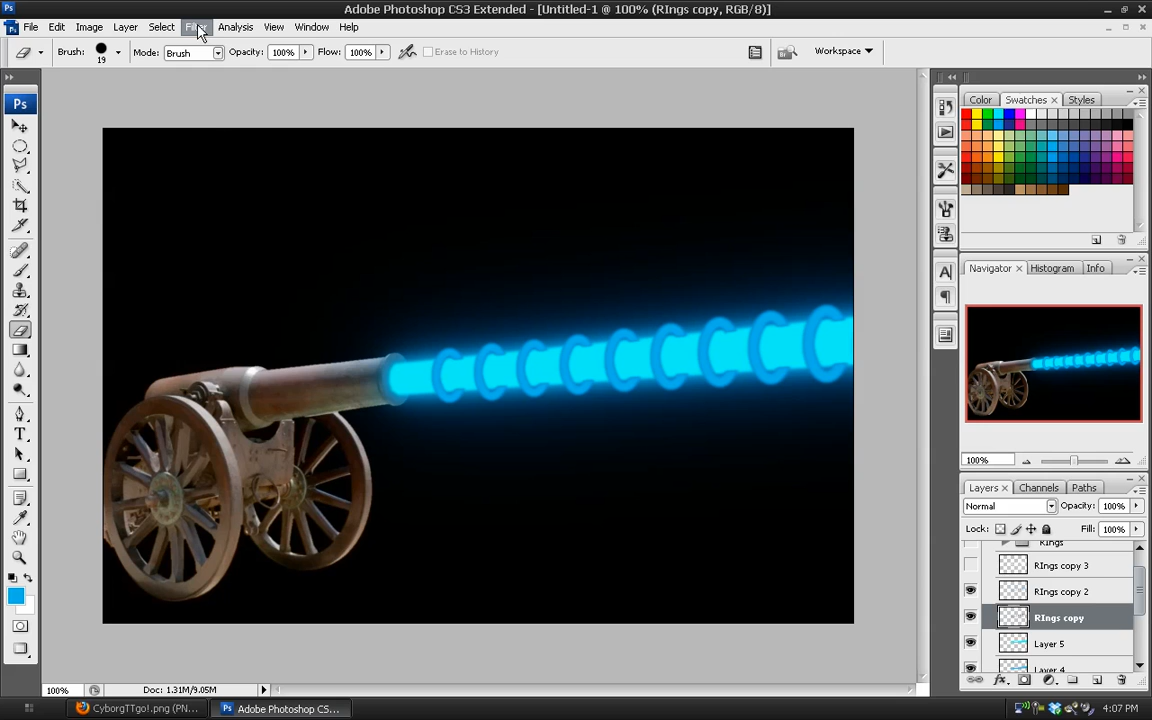 Adobe Photoshop CS3 Extended - [Untitled-1 @ 100% (RIngs copy, RGB/8)]
File Edit Image Layer Select Filter Analysis View Window Help
Brush: 19 Mode: Brush Opacity: 100% Flow: 100% Erase to History Workspace
Ps
Color Swatches Styles
Navigator Histogram Info
100%
Layers Channels Paths
Normal Opacity: 100%
Lock: Fill: 100%
RIngs
RIngs copy 3
RIngs copy 2
RIngs copy
Layer 5
Layer 4
100% Doc: 1.31M/9.05M
CyborgTTgo!.png (PN... Adobe Photoshop CS... 4:07 PM